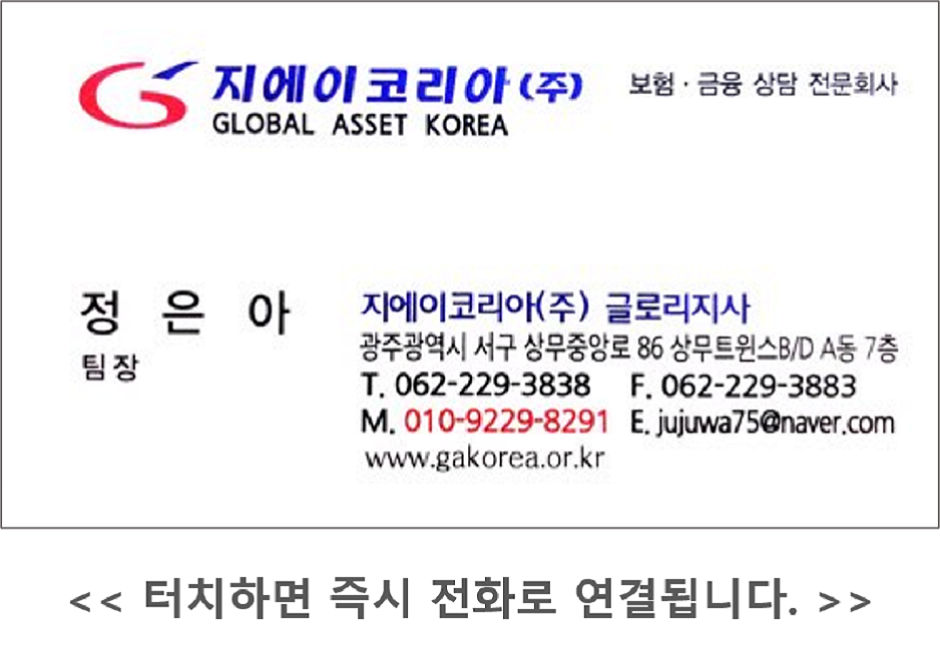 지에이코리아(주) 보험·금융 상담 전문회사
GLOBAL ASSET KOREA
정 은 아
팀장
지에이코리아(주) 글로리지사
광주광역시 서구 상무중앙로 86 상무트윈스B/D A동 7층
T. 062-229-3838 F. 062-229-3883
M. 010-9229-8291 E. jujuwa75@naver.com
www.gakorea.or.kr
<< 터치하면 즉시 전화로 연결됩니다. >>